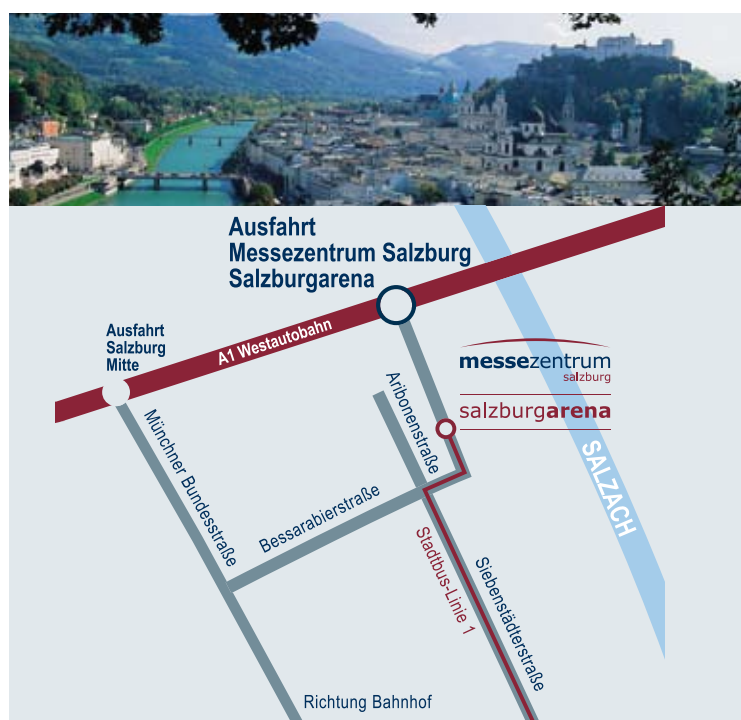 Ausfahrt
Messezentrum Salzburg
Salzburgarena
Ausfahrt
Salzburg
Mitte
A1 Westautobahn
messezentrum
salzburg
salzburgarena
Aribonenstraße
Münchner Bundesstraße
Bessarabierstraße
SALZACH
Stadtbus-Linie 1
Siebenstädterstraße
Richtung Bahnhof